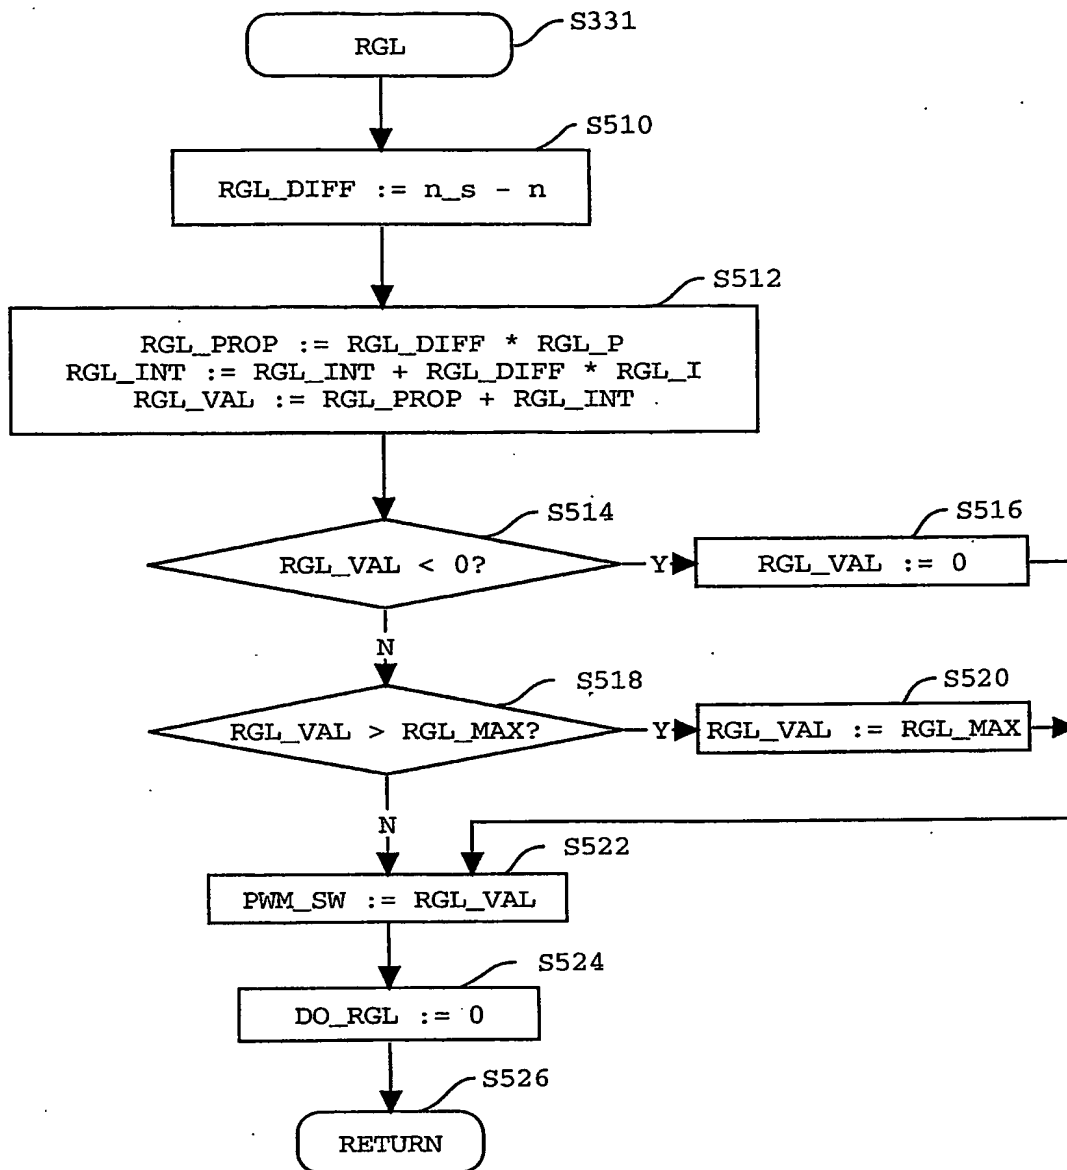 S331
RGL
S510
RGL_DIFF := n_s - n
S512
RGL_PROP := RGL_DIFF * RGL_P
RGL_INT := RGL_INT + RGL_DIFF * RGL_I
RGL_VAL := RGL_PROP + RGL_INT
S514
S516
RGL_VAL < 0?
Y
RGL_VAL := 0
N
S518
S520
RGL_VAL > RGL_MAX?
Y
RGL_VAL := RGL_MAX
N
S522
PWM_SW := RGL_VAL
S524
DO_RGL := 0
S526
RETURN